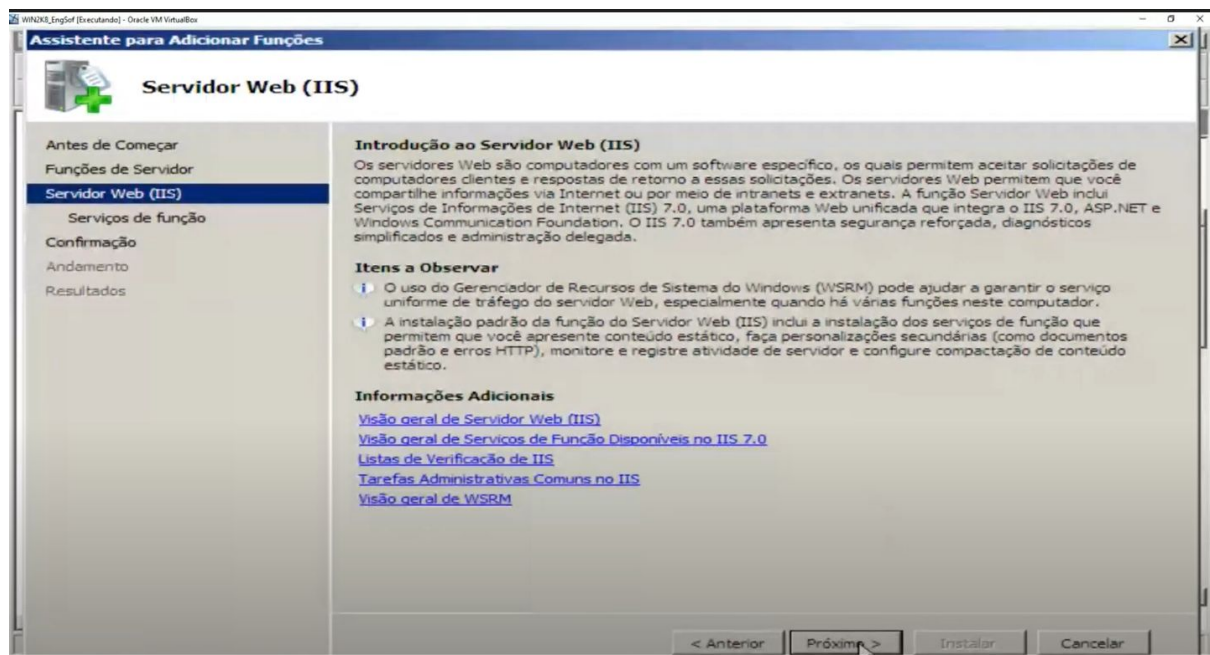 WIN2K8_EngSof [Executando] - Oracle VM VirtualBox
Assistente para Adicionar Funções
Servidor Web (IIS)
Antes de Começar
Funções de Servidor
Servidor Web (IIS)
Serviços de função
Confirmação
Andamento
Resultados
Introdução ao Servidor Web (IIS)
Os servidores Web são computadores com um software específico, os quais permitem aceitar solicitações de
computadores clientes e respostas de retorno a essas solicitações. Os servidores Web permitem que você
compartilhe informações via Internet ou por meio de intranets e extranets. A função Servidor Web inclui
Serviços de Informações de Internet (IIS) 7.0, uma plataforma Web unificada que integra o IIS 7.0, ASP.NET e
Windows Communication Foundation. O IIS 7.0 também apresenta segurança reforçada, diagnósticos
simplificados e administração delegada.
Itens a Observar
O uso do Gerenciador de Recursos de Sistema do Windows (WSRM) pode ajudar a garantir o serviço
uniforme de tráfego do servidor Web, especialmente quando há várias funções neste computador.
A instalação padrão da função do Servidor Web (IIS) inclui a instalação dos serviços de função que
permitem que você apresente conteúdo estático, faça personalizações secundárias (como documentos
padrão e erros HTTP), monitore e registre atividade de servidor e configure compactação de conteúdo
estático.
Informações Adicionais
Visão geral de Servidor Web (IIS)
Visão geral de Serviços de Função Disponíveis no IIS 7.0
Listas de Verificação de IIS
Tarefas Administrativas Comuns no IIS
Visão geral de WSRM
< Anterior Próximo > Instalar Cancelar